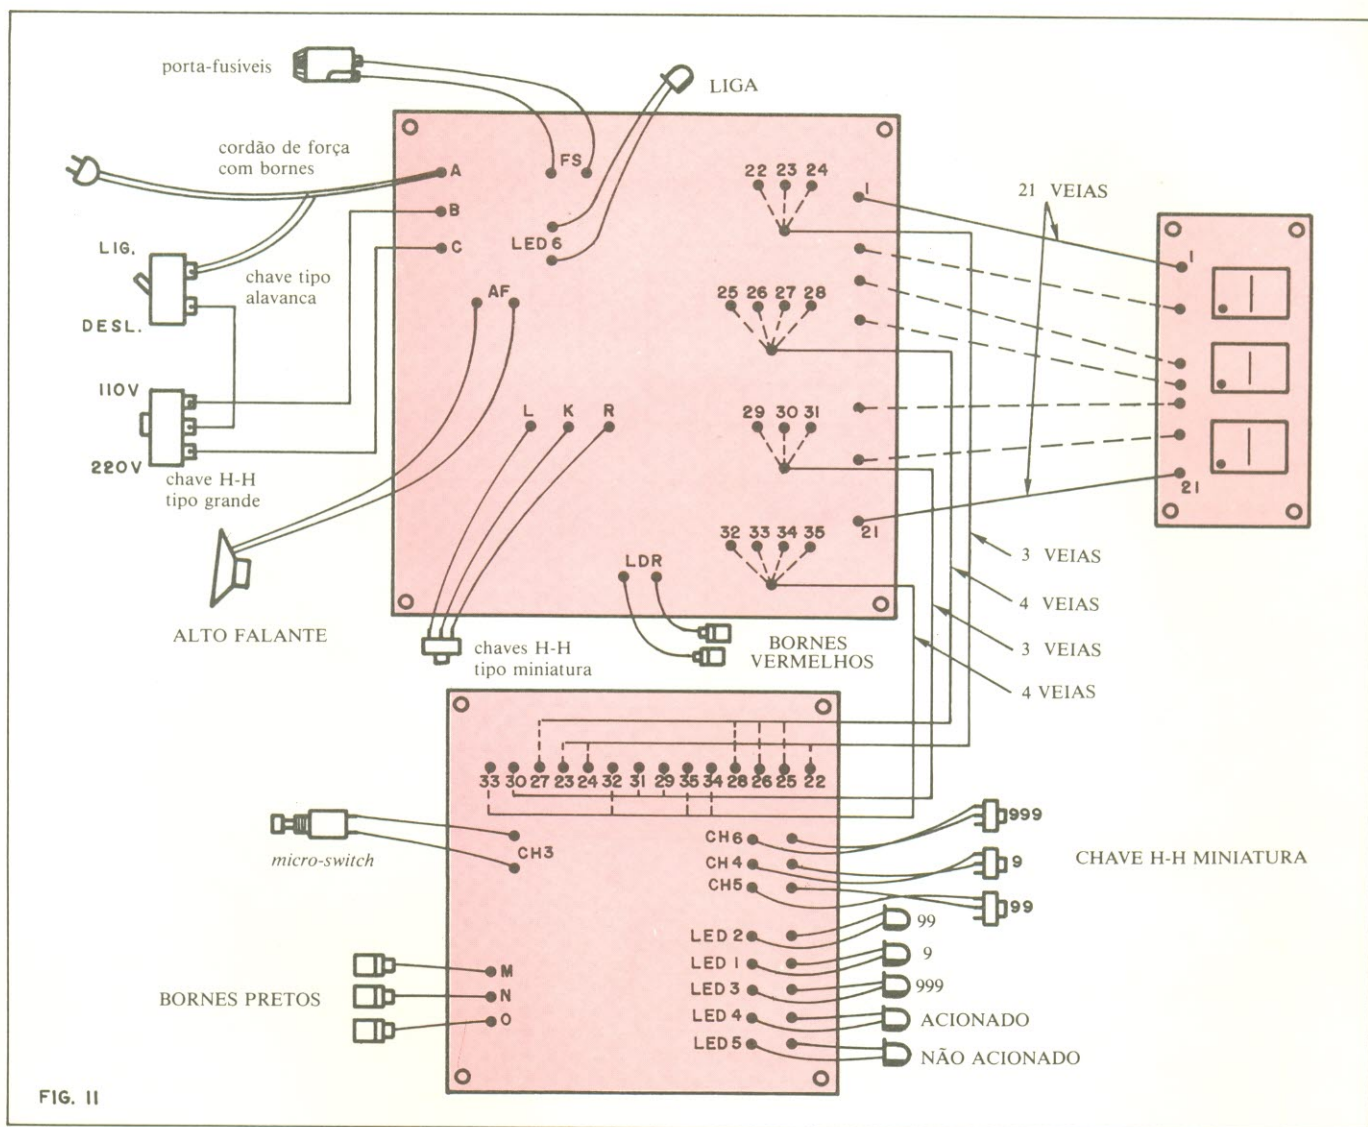 porta-fusíveis
LIGA
cordão de força
com bornes
A
FS
22 23 24
1
21 VEIAS
B
LED 6
C
1
LIG.
chave tipo
alavanca
DESL.
AF
25 26 27 28
110V
L K R
29 30 31
220V
chave H-H
tipo grande
21
32 33 34 35
21
LDR
3 VEIAS
4 VEIAS
3 VEIAS
4 VEIAS
ALTO FALANTE
chaves H-H
tipo miniatura
BORNES
VERMELHOS
33 30 27 23 24 32 31 29 35 34 28 26 25 22
micro-switch
CH3
CH6
999
CH4
9
CHAVE H-H MINIATURA
CH5
99
LED 2
99
LED 1
9
LED 3
999
LED 4
ACIONADO
LED 5
NÃO ACIONADO
BORNES PRETOS
M
N
O
FIG. 11